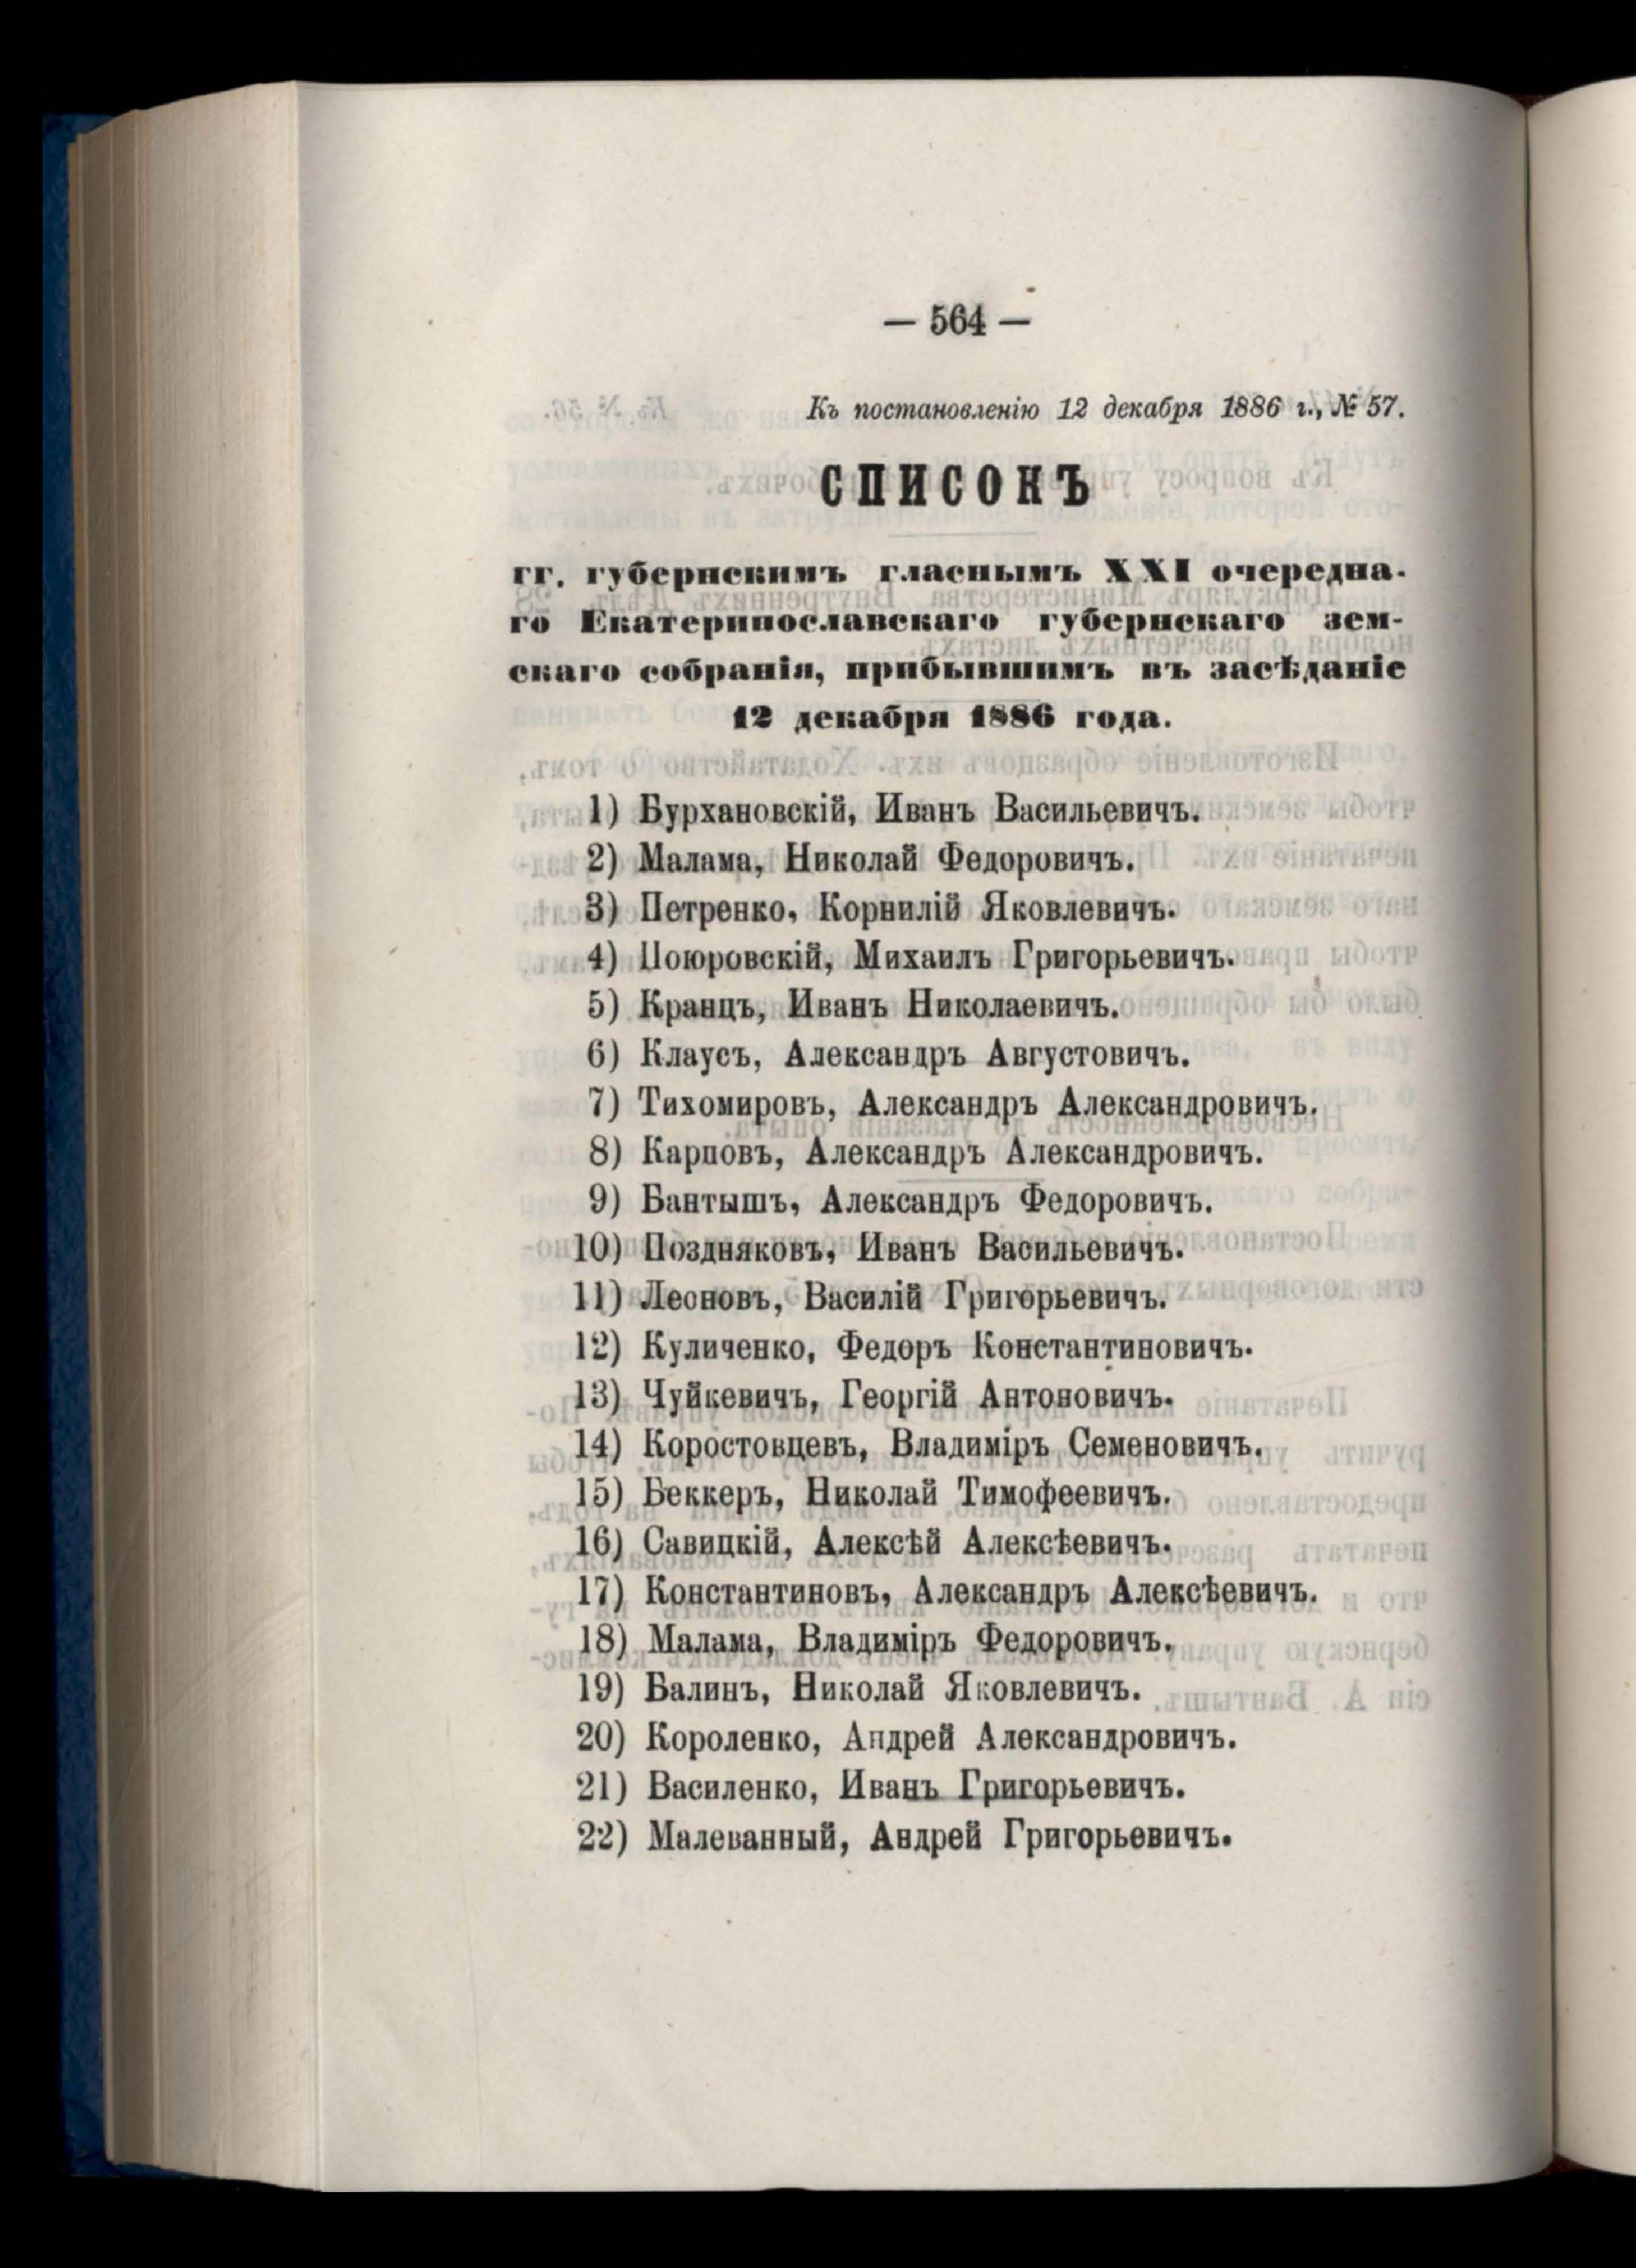 — 564 —
Къ постановленію 12 декабря 1886 г., № 57.
СПИСОКЪ
гг. губернскимъ гласнымъ XXI очередна-
го Екатеринославскаго губернскаго зем-
скаго собранія, прибывшимъ въ засѣданіе
12 декабря 1886 года.
1) Бурхановскій, Иванъ Васильевичъ.
2) Малама, Николай Федоровичъ.
3) Петренко, Корнилій Яковлевичъ.
4) Поюровскій, Михаилъ Григорьевичъ.
5) Кранцъ, Иванъ Николаевичъ.
6) Клаусъ, Александръ Августовичъ.
7) Тихомировъ, Александръ Александровичъ.
8) Карповъ, Александръ Александровичъ.
9) Бантышъ, Александръ Федоровичъ.
10) Поздняковъ, Иванъ Васильевичъ.
11) Леоновъ, Василій Григорьевичъ.
12) Куличенко, Федоръ Константиновичъ.
13) Чуйкевичъ, Георгій Антоновичъ.
14) Коростовцевъ, Владиміръ Семеновичъ.
15) Беккеръ, Николай Тимофеевичъ.
16) Савицкій, Алексѣй Алексѣевичъ.
17) Константиновъ, Александръ Алексѣевичъ.
18) Малама, Владиміръ Федоровичъ.
19) Балинъ, Николай Яковлевичъ.
20) Короленко, Андрей Александровичъ.
21) Василенко, Иванъ Григорьевичъ.
22) Малеванный, Андрей Григорьевичъ.